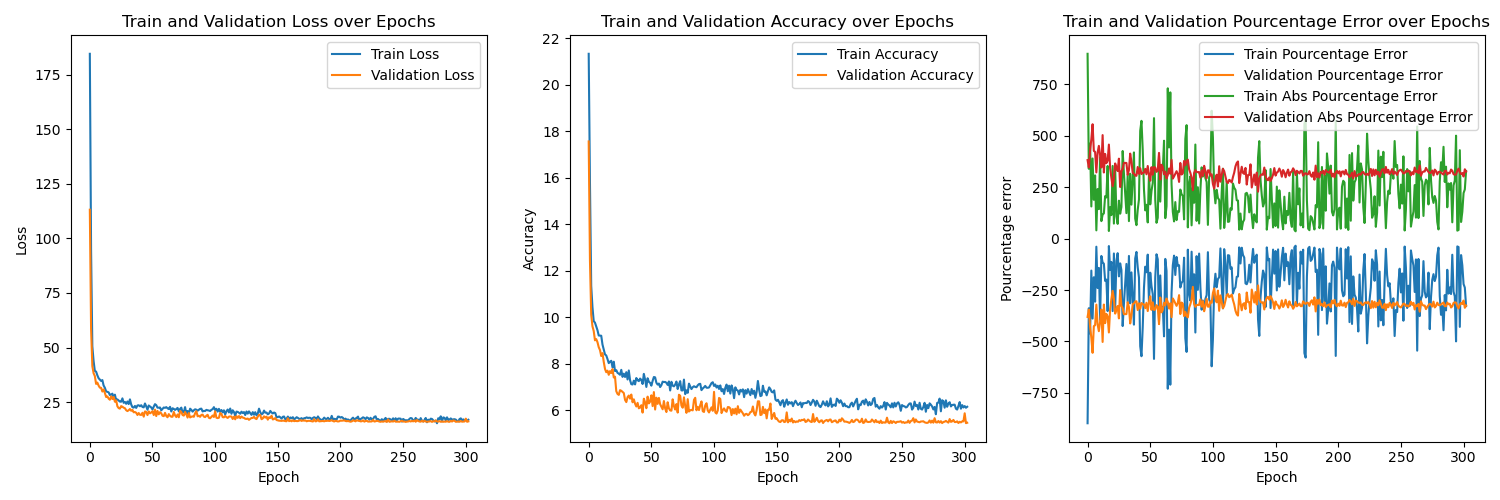 Train and Validation Loss over Epochs
Train Loss
Validation Loss
175
150
125
100
75
50
25
Loss
0
50
100
150
200
250
300
Epoch
Train and Validation Accuracy over Epochs
Train Accuracy
Validation Accuracy
22
20
18
16
14
12
10
8
6
Accuracy
0
50
100
150
200
250
300
Epoch
Train and Validation Pourcentage Error over Epochs
Train Pourcentage Error
Validation Pourcentage Error
Train Abs Pourcentage Error
Validation Abs Pourcentage Error
750
500
250
0
−250
−500
−750
Pourcentage error
0
50
100
150
200
250
300
Epoch